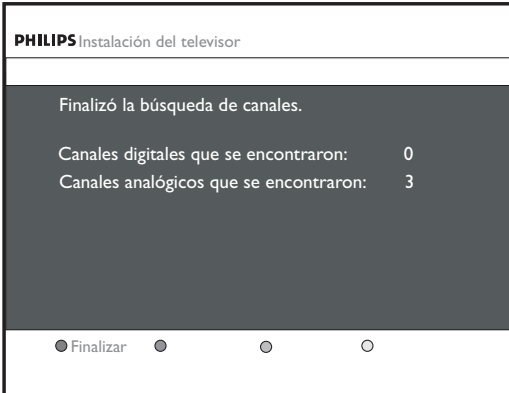 PHILIPS Instalación del televisor
Finalizó la búsqueda de canales.
Canales digitales que se encontraron: 0
Canales analógicos que se encontraron: 3
Finalizar